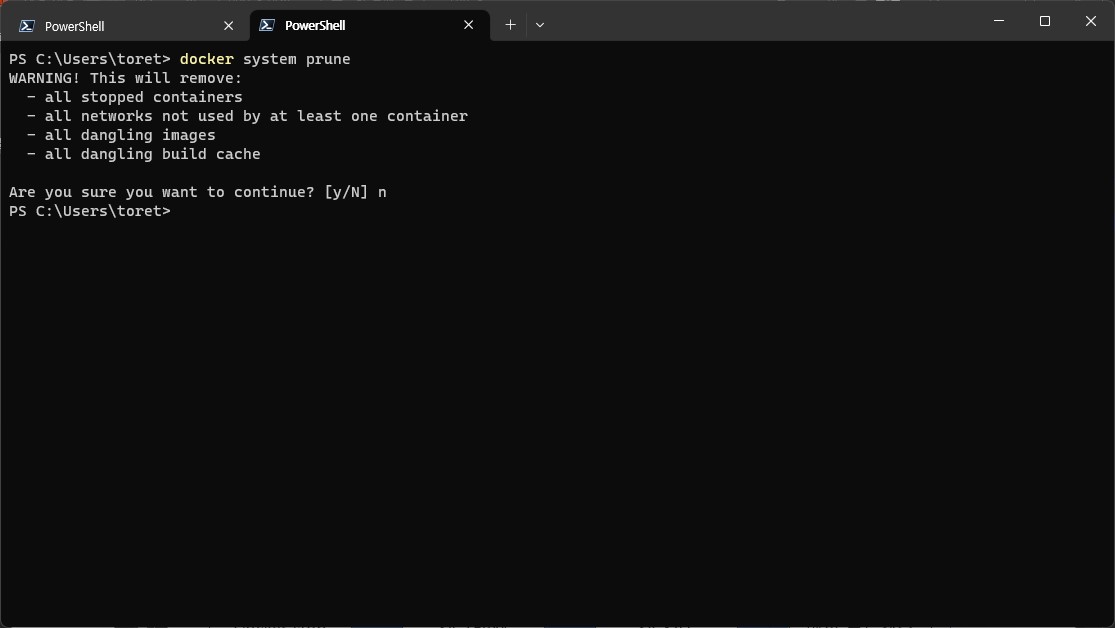 PowerShell
PowerShell
PS C:\Users\toret> docker system prune
WARNING! This will remove:
  - all stopped containers
  - all networks not used by at least one container
  - all dangling images
  - all dangling build cache
Are you sure you want to continue? [y/N] n
PS C:\Users\toret>